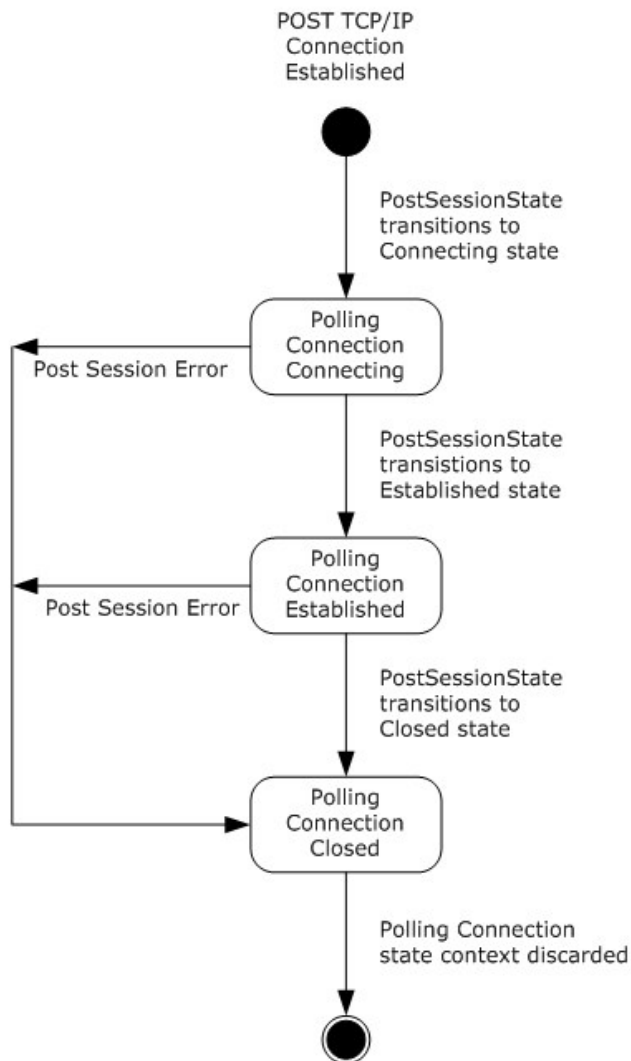 POST TCP/IP
Connection
Established
PostSessionState
transitions to
Connecting state
Polling
Connection
Connecting
Post Session Error
PostSessionState
transistions to
Established state
Polling
Connection
Established
Post Session Error
PostSessionState
transitions to
Closed state
Polling
Connection
Closed
Polling Connection
state context discarded